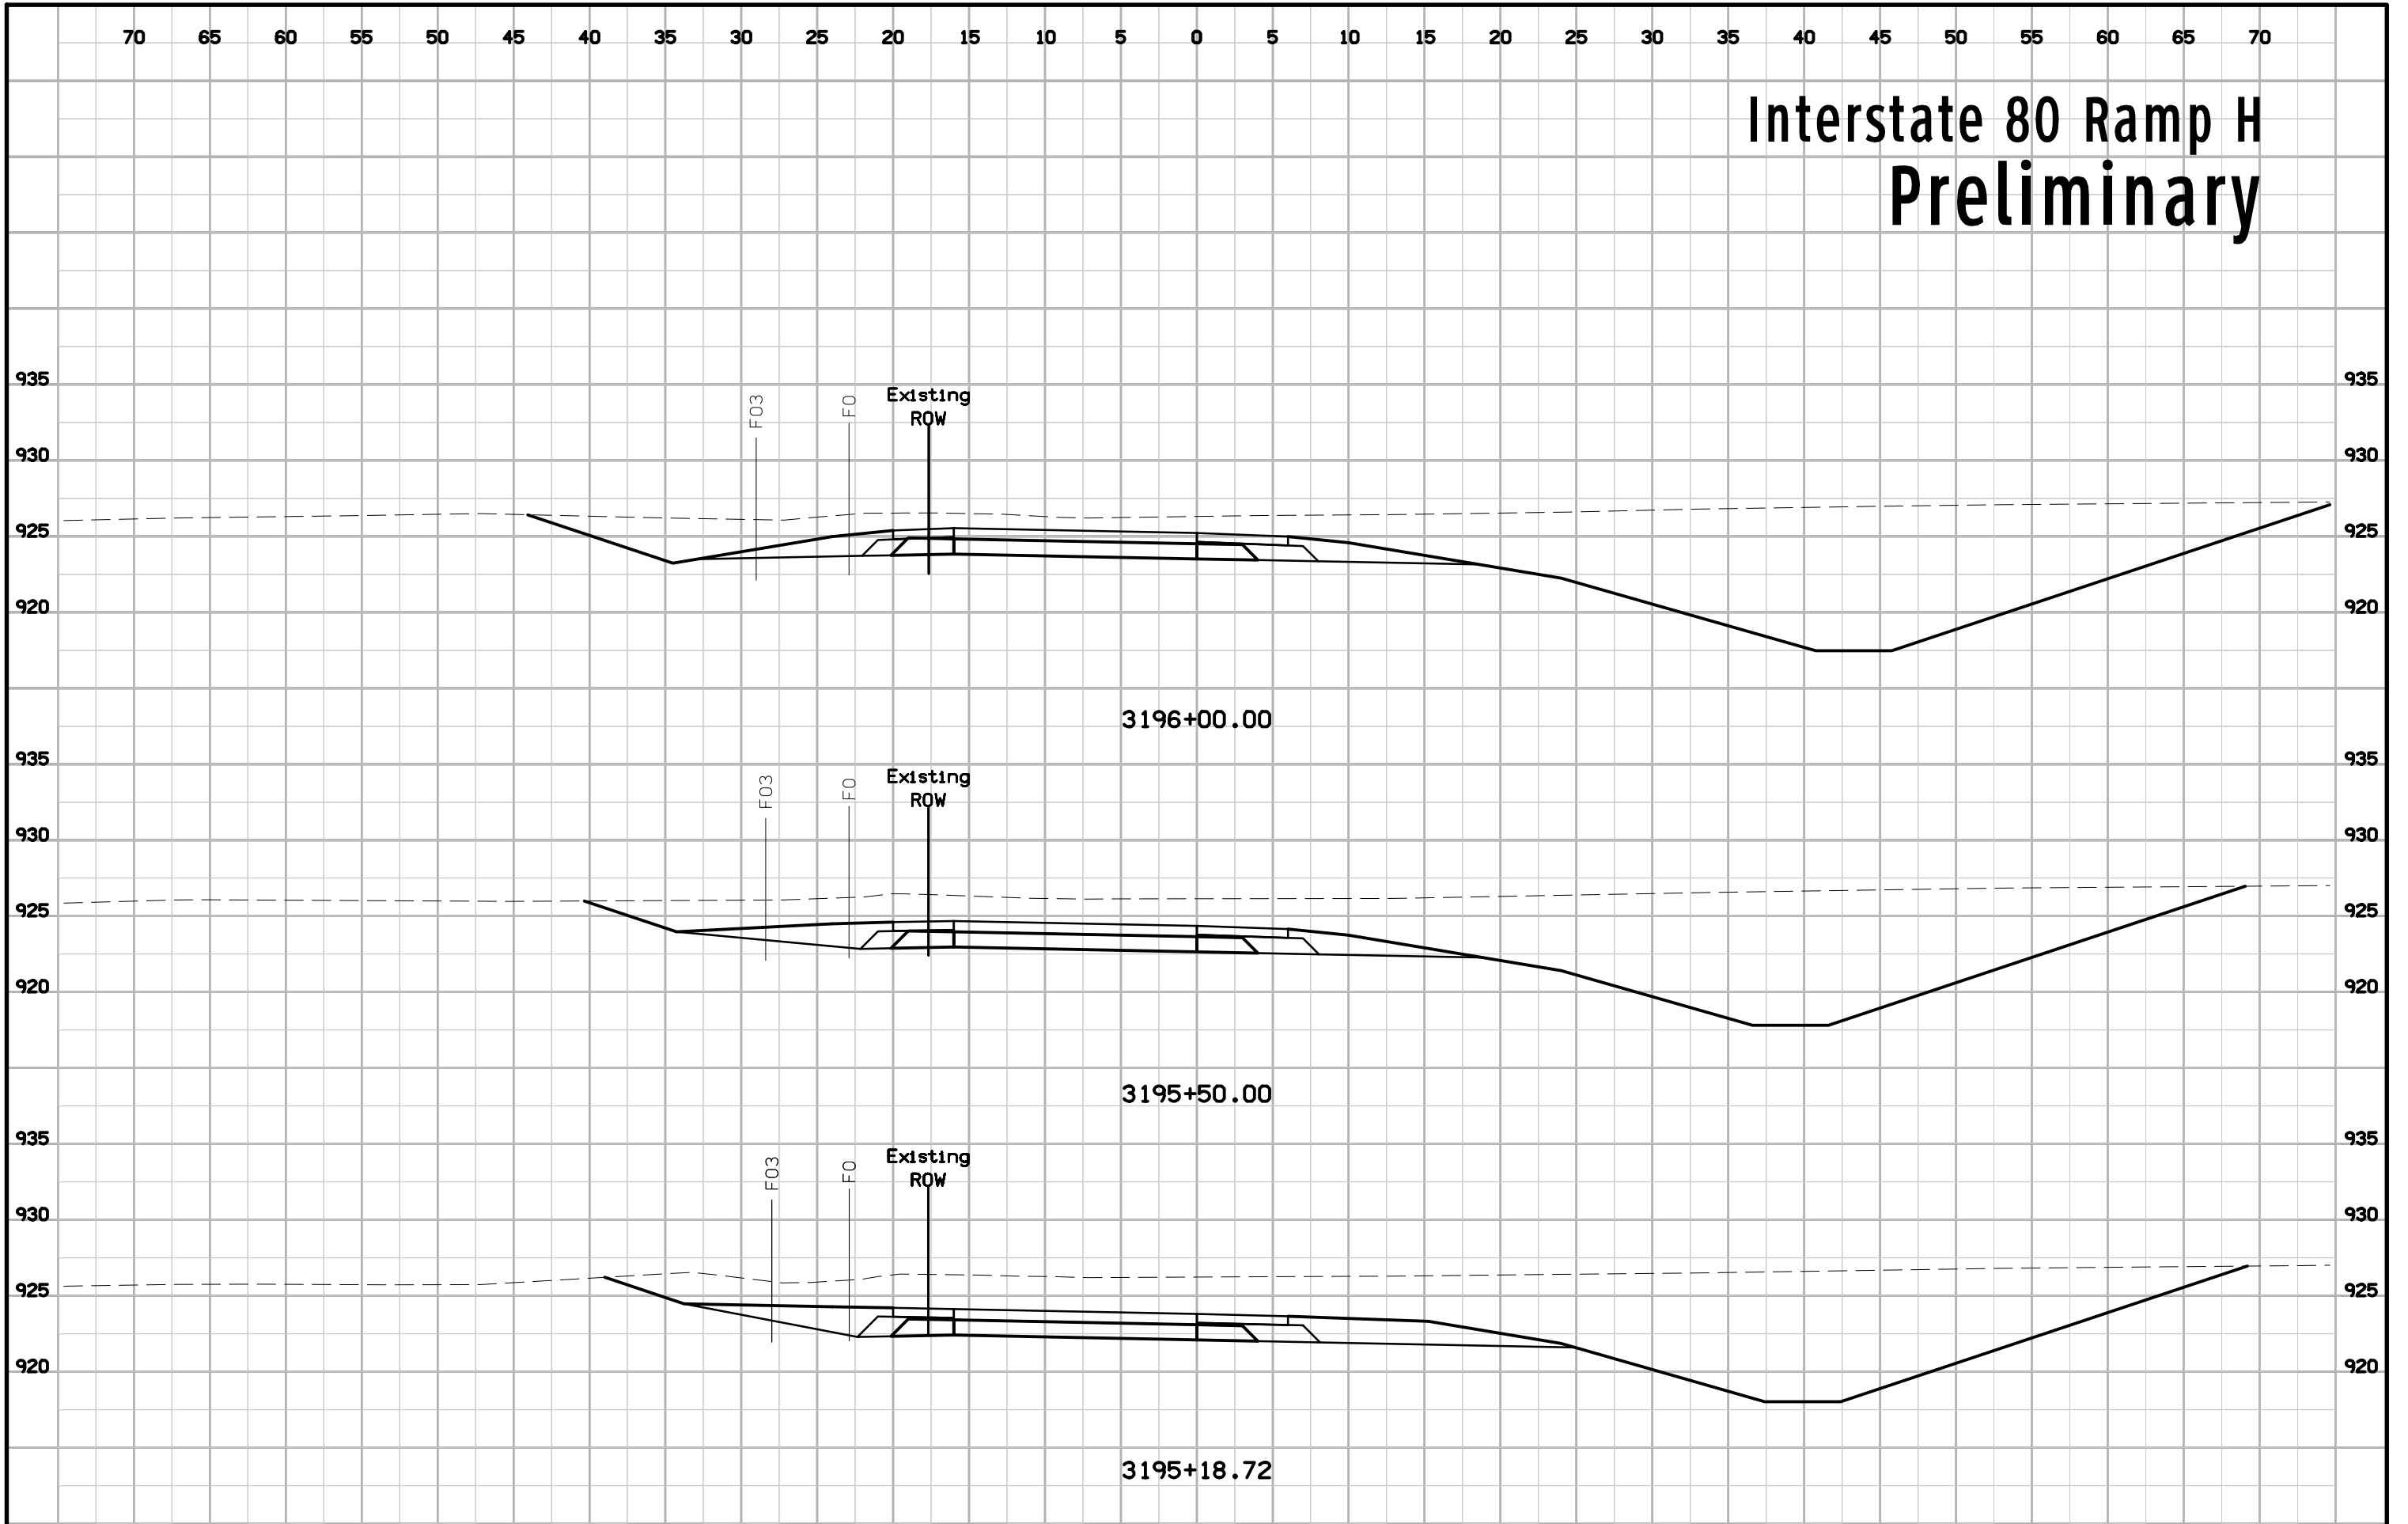 70 65 60 55 50 45 40 35 30 25 20 15 10 5 0 5 10 15 20 25 30 35 40 45 50 55 60 65 70
Interstate 80 Ramp H
Preliminary
935 935
F03 F0 Existing
ROW
930 930
925 925
920 920
3196+00.00
935 935
F03 F0 Existing
ROW
930 930
925 925
920 920
3195+50.00
935 935
F03 F0 Existing
ROW
930 930
925 925
920 920
3195+18.72